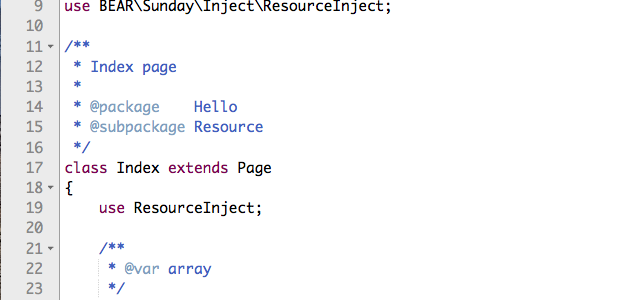 9 use BEAR\Sunday\Inject\ResourceInject;
10
11 /**
12  * Index page
13  *
14  * @package    Hello
15  * @subpackage Resource
16  */
17 class Index extends Page
18 {
19     use ResourceInject;
20
21     /**
22      * @var array
23      */